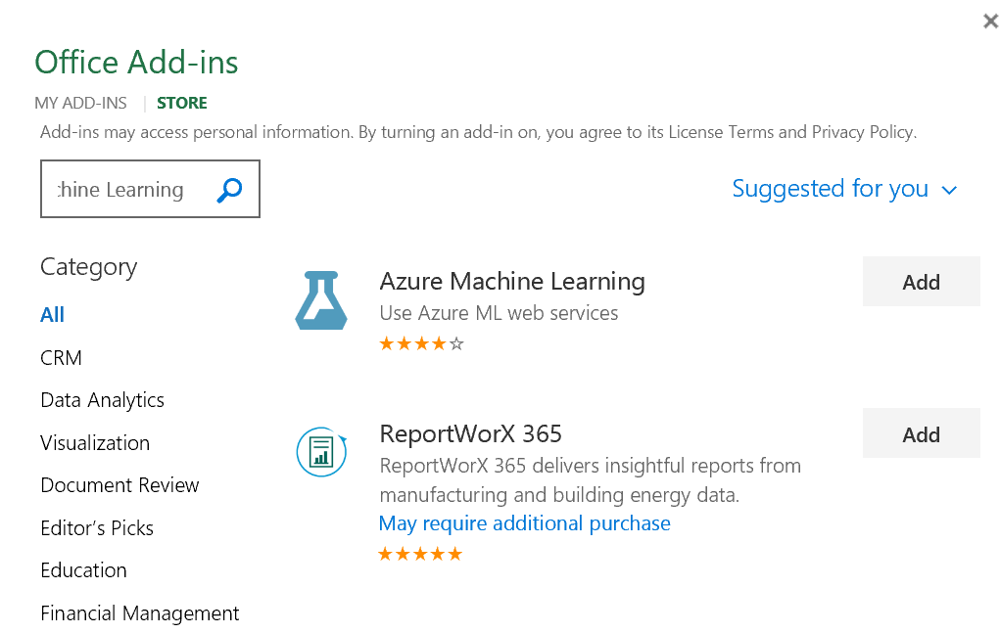 Office Add-ins
MY ADD-INS | STORE
Add-ins may access personal information. By turning an add-in on, you agree to its License Terms and Privacy Policy.
hine Learning
Suggested for you
Category
All
CRM
Data Analytics
Visualization
Document Review
Editor's Picks
Education
Financial Management
Azure Machine Learning
Use Azure ML web services
Add
ReportWorX 365
ReportWorX 365 delivers insightful reports from
manufacturing and building energy data.
May require additional purchase
Add